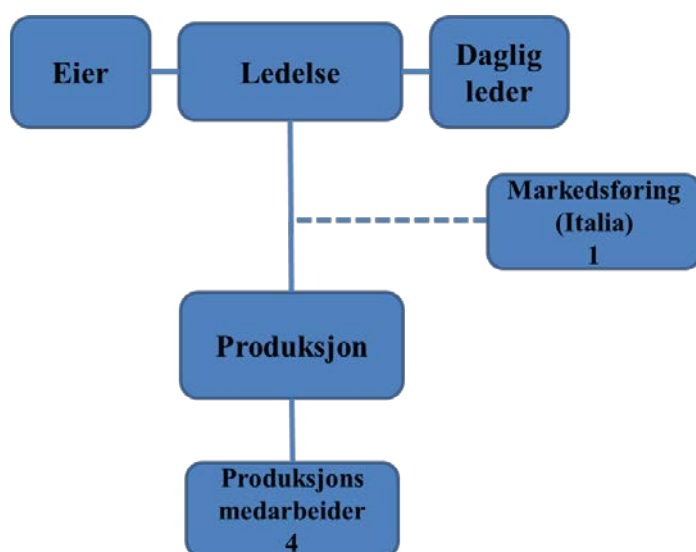 Eier
Ledelse
Daglig
leder
Markedsføring
(Italia)
1
Produksjon
Produksjons
medarbeider
4